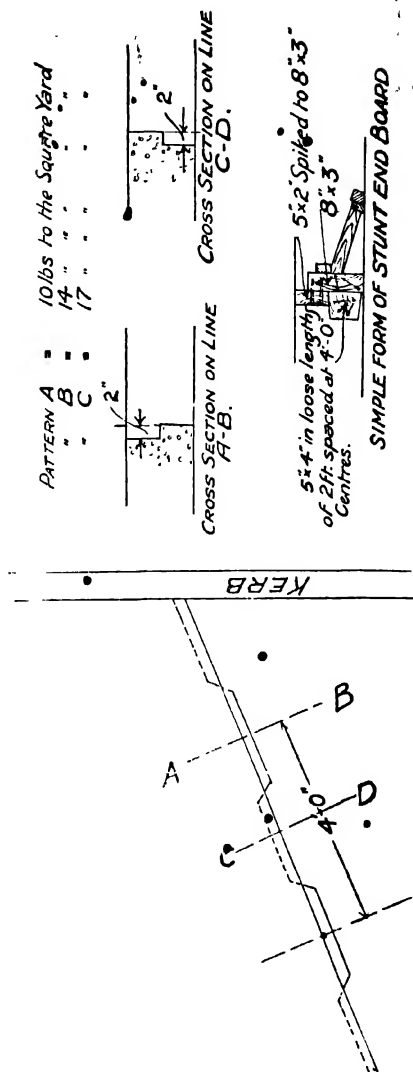 PATTERN A = 10 lbs to the Square Yard
" B = 14 " " " "
" C = 17 " " " "
2"
CROSS SECTION ON LINE
A-B.
2"
CROSS SECTION ON LINE
C-D.
5"x4" in loose lengths
of 2ft. spaced at 4'-0"
Centres.
5"x2" Spiked to 8"x3"
8"x3"
SIMPLE FORM OF STUNT END BOARD
KERB
A
B
C
D
4'0"